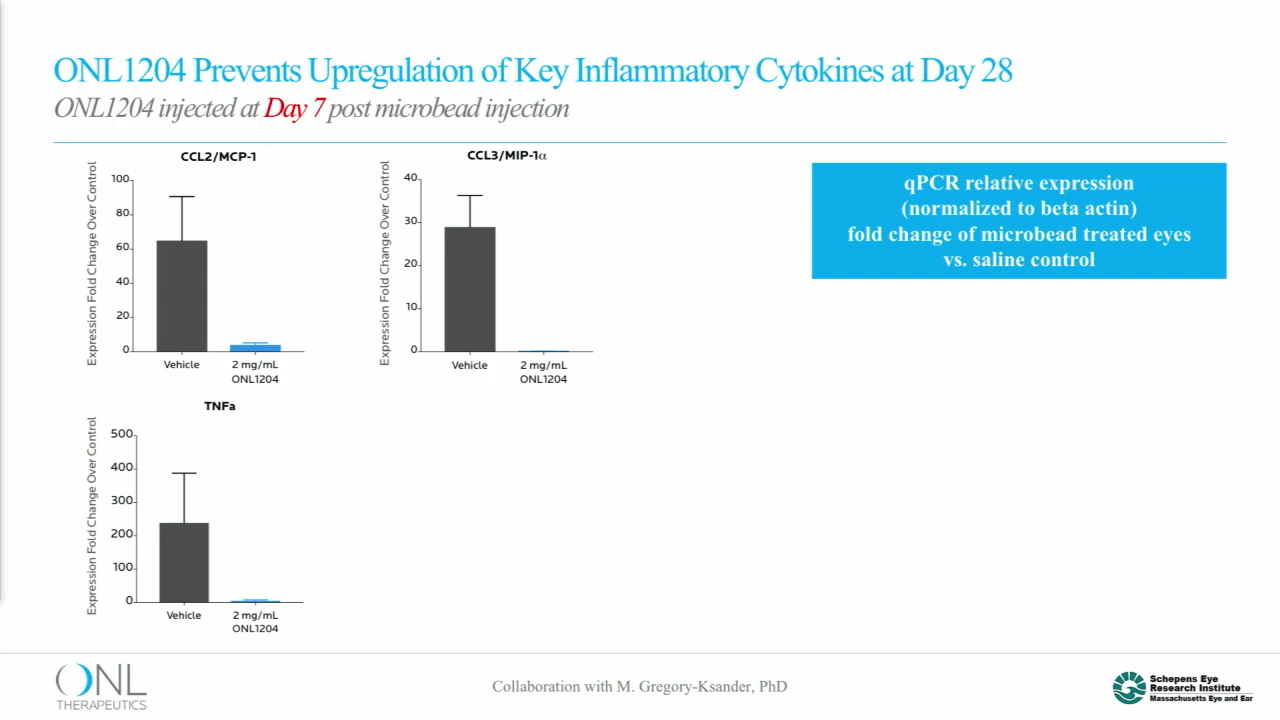 ONL1204 Prevents Upregulation of Key Inflammatory Cytokines at Day 28
ONL1204 injected at Day 7 post microbead injection
CCL2/MCP-1
Expression Fold Change Over Control
100
80
60
40
20
0
Vehicle
2 mg/mL
ONL1204
CCL3/MIP-1α
Expression Fold Change Over Control
40
30
20
10
0
Vehicle
2 mg/mL
ONL1204
qPCR relative expression
(normalized to beta actin)
fold change of microbead treated eyes
vs. saline control
TNFa
Expression Fold Change Over Control
500
400
300
200
100
0
Vehicle
2 mg/mL
ONL1204
ONL
THERAPEUTICS
Collaboration with M. Gregory-Ksander, PhD
Schepens Eye
Research Institute
Massachusetts Eye and Ear